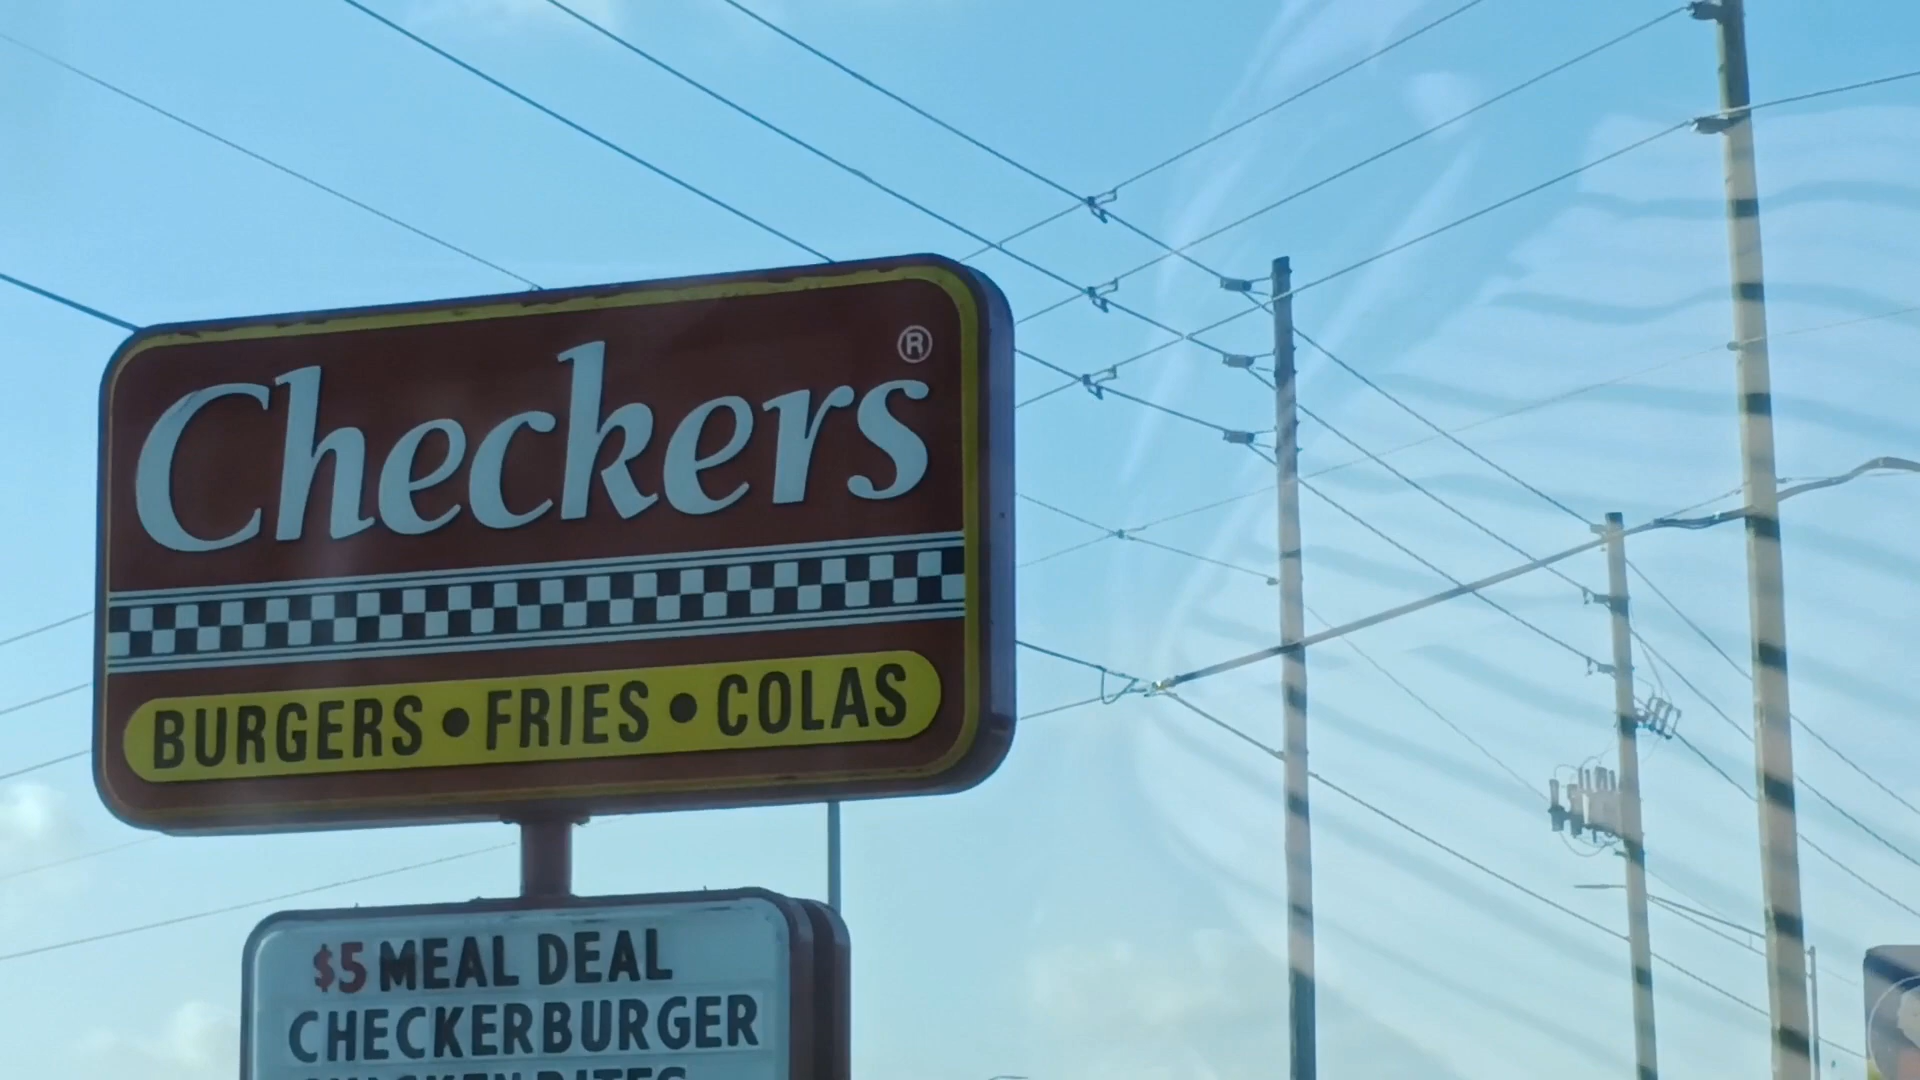 Checkers®
BURGERS • FRIES • COLAS
$5 MEAL DEAL
CHECKERBURGER